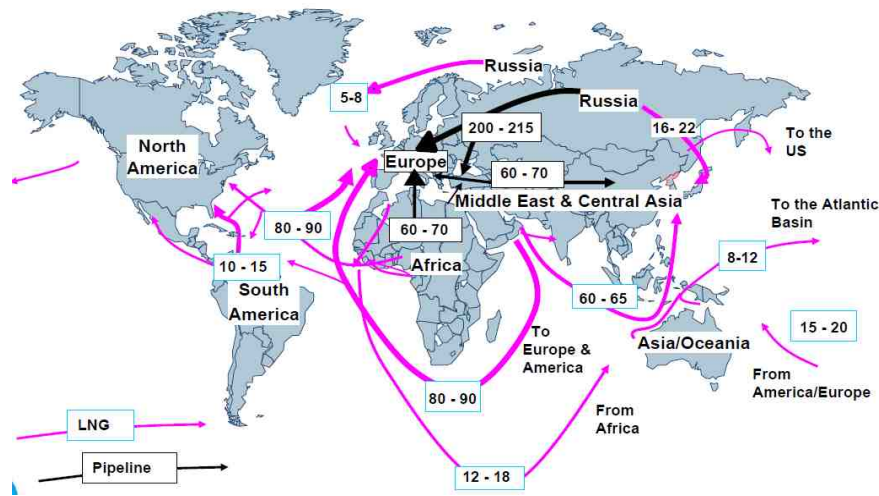 Russia
5-8
Russia
200 - 215
16- 22
To the
US
North
America
Europe
60 - 70
Middle East & Central Asia
To the Atlantic
Basin
80 - 90
60 - 70
Africa
8-12
10 - 15
South
America
60 - 65
15 - 20
To
Europe &
America
Asia/Oceania
From
America/Europe
80 - 90
From
Africa
LNG
Pipeline
12 - 18